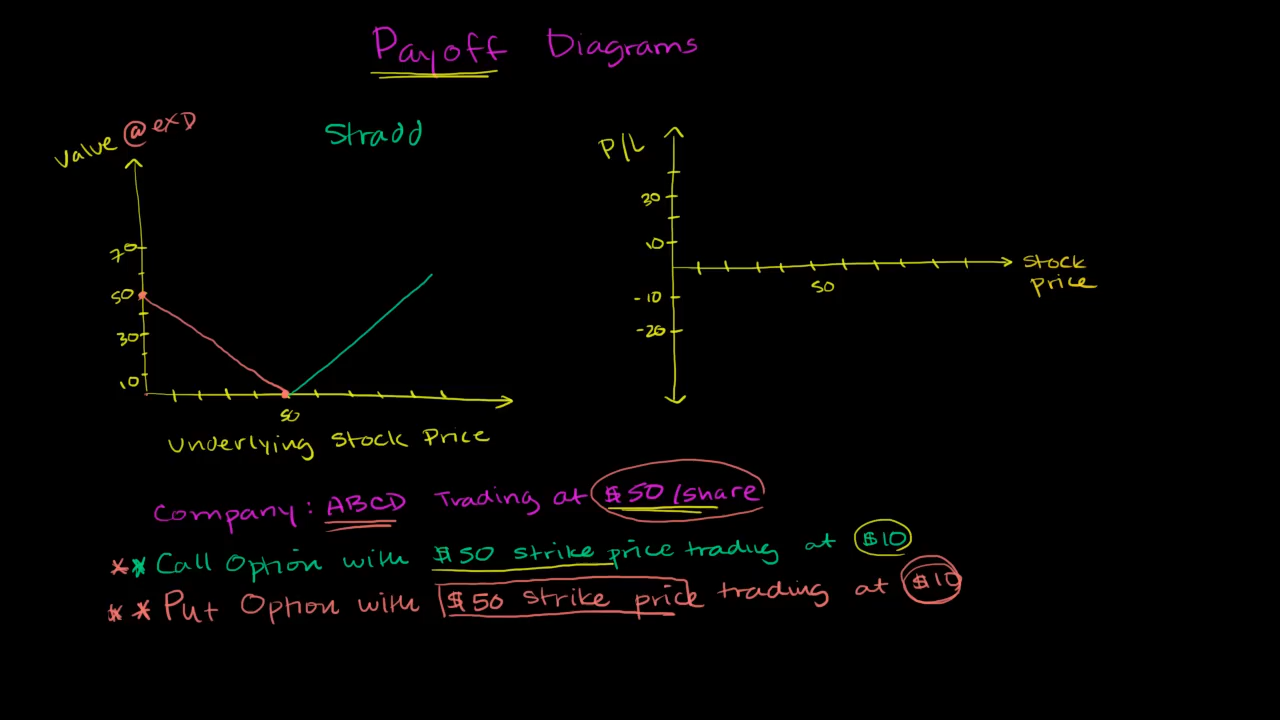 Payoff Diagrams
Value @ exD
Stradd
70
50
30
10
50
Underlying Stock Price
P/L
30
10
-10
-20
50
Stock
Price
Company: ABCD Trading at $50/share
** Call Option with $50 strike price trading at $10
** Put Option with $50 strike price trading at $10